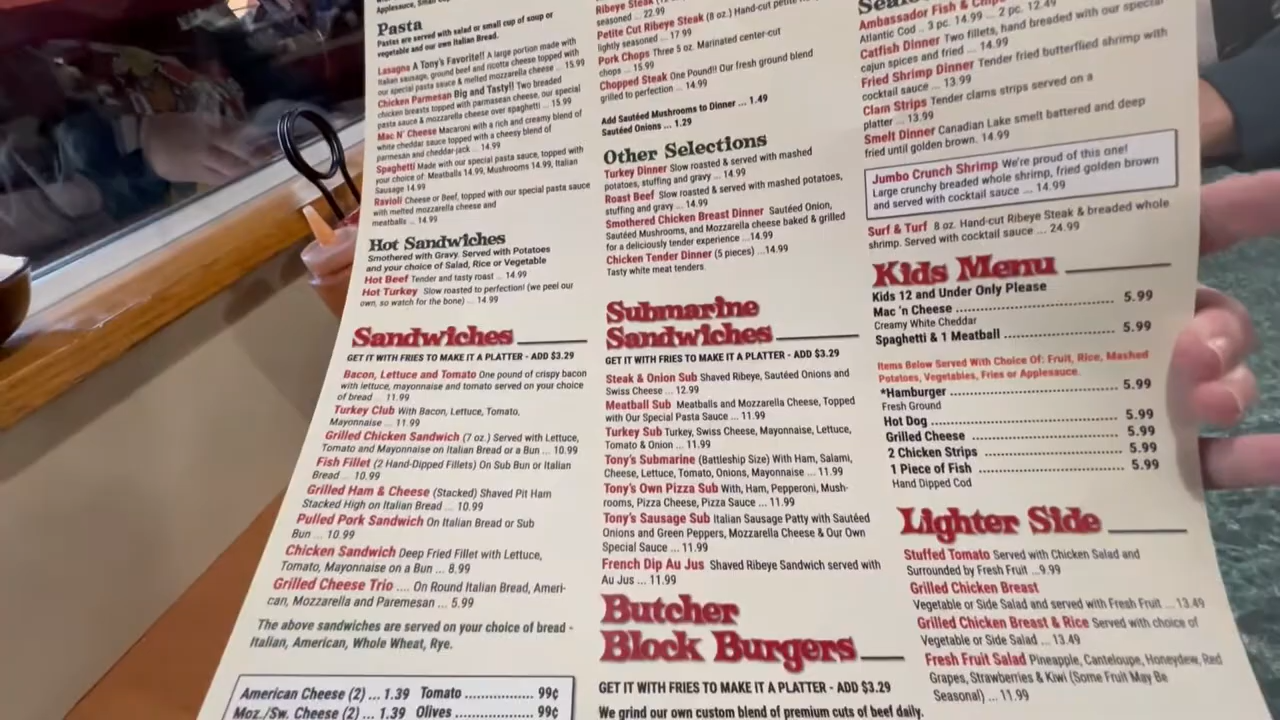 Applesauce,
Pasta
Pastas are served with salad or small cup of soup or
vegetable and our own Italian Bread.
Lasagna A Tony's Favorite!! A large portion made with
Italian sausage, ground beef and ricotta cheese topped with
our special pasta sauce & melted mozzarella cheese ... 15.99
Chicken Parmesan Big and Tasty!! Two breaded
chicken breasts topped with parmasean cheese, our special
pasta sauce & mozzarella cheese over spaghetti ... 15.99
Mac N' Cheese Macaroni with a rich and creamy blend of
white cheddar sauce topped with a cheesy blend of
parmesan and cheddar-jack ... 14.99
Spaghetti Made with our special pasta sauce, topped with
your choice of: Meatballs 14.99, Mushrooms 14.99, Italian
Sausage 14.99
Ravioli Cheese or Beef, topped with our special pasta sauce
with melted mozzarella cheese and
meatballs ... 14.99
Hot Sandwiches
Smothered with Gravy. Served with Potatoes
and your choice of Salad, Rice or Vegetable
Hot Beef Tender and tasty roast ... 14.99
Hot Turkey Slow roasted to perfection! (we peel our
own, so watch for the bone) ... 14.99
Sandwiches
GET IT WITH FRIES TO MAKE IT A PLATTER - ADD $3.29
Bacon, Lettuce and Tomato One pound of crispy bacon
with lettuce, mayonnaise and tomato served on your choice
of bread ... 11.99
Turkey Club With Bacon, Lettuce, Tomato,
Mayonnaise ... 11.99
Grilled Chicken Sandwich (7 oz.) Served with Lettuce,
Tomato and Mayonnaise on Italian Bread or a Bun ... 10.99
Fish Fillet (2 Hand-Dipped Fillets) On Sub Bun or Italian
Bread ... 10.99
Grilled Ham & Cheese (Stacked) Shaved Pit Ham
Stacked High on Italian Bread ... 10.99
Pulled Pork Sandwich On Italian Bread or Sub
Bun ... 10.99
Chicken Sandwich Deep Fried Fillet with Lettuce,
Tomato, Mayonnaise on a Bun ... 8.99
Grilled Cheese Trio .... On Round Italian Bread, Ameri-
can, Mozzarella and Paremesan ... 5.99
The above sandwiches are served on your choice of bread -
Italian, American, Whole Wheat, Rye.
American Cheese (2) ... 1.39 Tomato ............... 99¢
Moz./Sw. Cheese (2) ... 1.39 Olives ................. 99¢
Ribeye Steak
seasoned ... 22.99
Petite Cut Ribeye Steak (8 oz.) Hand-cut petite
lightly seasoned ... 17.99
Pork Chops Three 5 oz. Marinated center-cut
chops ... 15.99
Chopped Steak One Pound!! Our fresh ground blend
grilled to perfection ... 14.99
Add Sautéed Mushrooms to Dinner ... 1.49
Sautéed Onions ... 1.29
Other Selections
Turkey Dinner Slow roasted & served with mashed
potatoes, stuffing and gravy ... 14.99
Roast Beef Slow roasted & served with mashed potatoes,
stuffing and gravy ... 14.99
Smothered Chicken Breast Dinner Sautéed Onion,
Sautéed Mushrooms, and Mozzarella cheese baked & grilled
for a deliciously tender experience ...14.99
Chicken Tender Dinner (5 pieces) ...14.99
Tasty white meat tenders.
Submarine
Sandwiches
GET IT WITH FRIES TO MAKE IT A PLATTER - ADD $3.29
Steak & Onion Sub Shaved Ribeye, Sautéed Onions and
Swiss Cheese ... 12.99
Meatball Sub Meatballs and Mozzarella Cheese, Topped
with Our Special Pasta Sauce ... 11.99
Turkey Sub Turkey, Swiss Cheese, Mayonnaise, Lettuce,
Tomato & Onion ... 11.99
Tony's Submarine (Battleship Size) With Ham, Salami,
Cheese, Lettuce, Tomato, Onions, Mayonnaise ... 11.99
Tony's Own Pizza Sub With, Ham, Pepperoni, Mush-
rooms, Pizza Cheese, Pizza Sauce ... 11.99
Tony's Sausage Sub Italian Sausage Patty with Sautéed
Onions and Green Peppers, Mozzarella Cheese & Our Own
Special Sauce ... 11.99
French Dip Au Jus Shaved Ribeye Sandwich served with
Au Jus ... 11.99
Butcher
Block Burgers
GET IT WITH FRIES TO MAKE IT A PLATTER - ADD $3.29
We grind our own custom blend of premium cuts of beef daily.
Ambassador Fish & Chips
Atlantic Cod .. 3 pc. 14.99 ... 2 pc. 12.49
Catfish Dinner Two fillets, hand breaded with our special
cajun spices and fried ... 14.99
Fried Shrimp Dinner Tender fried butterflied shrimp with
cocktail sauce ... 13.99
Clam Strips Tender clams strips served on a
platter ... 13.99
Smelt Dinner Canadian Lake smelt battered and deep
fried until golden brown. 14.99
Jumbo Crunch Shrimp We're proud of this one!
Large crunchy breaded whole shrimp, fried golden brown
and served with cocktail sauce ... 14.99
Surf & Turf 8 oz. Hand-cut Ribeye Steak & breaded whole
shrimp. Served with cocktail sauce ... 24.99
Kids Menu
Kids 12 and Under Only Please
Mac 'n Cheese .................... 5.99
Creamy White Cheddar
Spaghetti & 1 Meatball .................... 5.99
Items Below Served With Choice Of: Fruit, Rice, Mashed
Potatoes, Vegetables, Fries or Applesauce.
*Hamburger .................... 5.99
Fresh Ground
Hot Dog .................... 5.99
Grilled Cheese .................... 5.99
2 Chicken Strips .................... 5.99
1 Piece of Fish .................... 5.99
Hand Dipped Cod
Lighter Side
Stuffed Tomato Served with Chicken Salad and
Surrounded by Fresh Fruit ...9.99
Grilled Chicken Breast
Vegetable or Side Salad and served with Fresh Fruit ... 13.49
Grilled Chicken Breast & Rice Served with choice of
Vegetable or Side Salad ... 13.49
Fresh Fruit Salad Pineapple, Canteloupe, Honeydew, Red
Grapes, Strawberries & Kiwi (Some Fruit May Be
Seasonal) ... 11.99